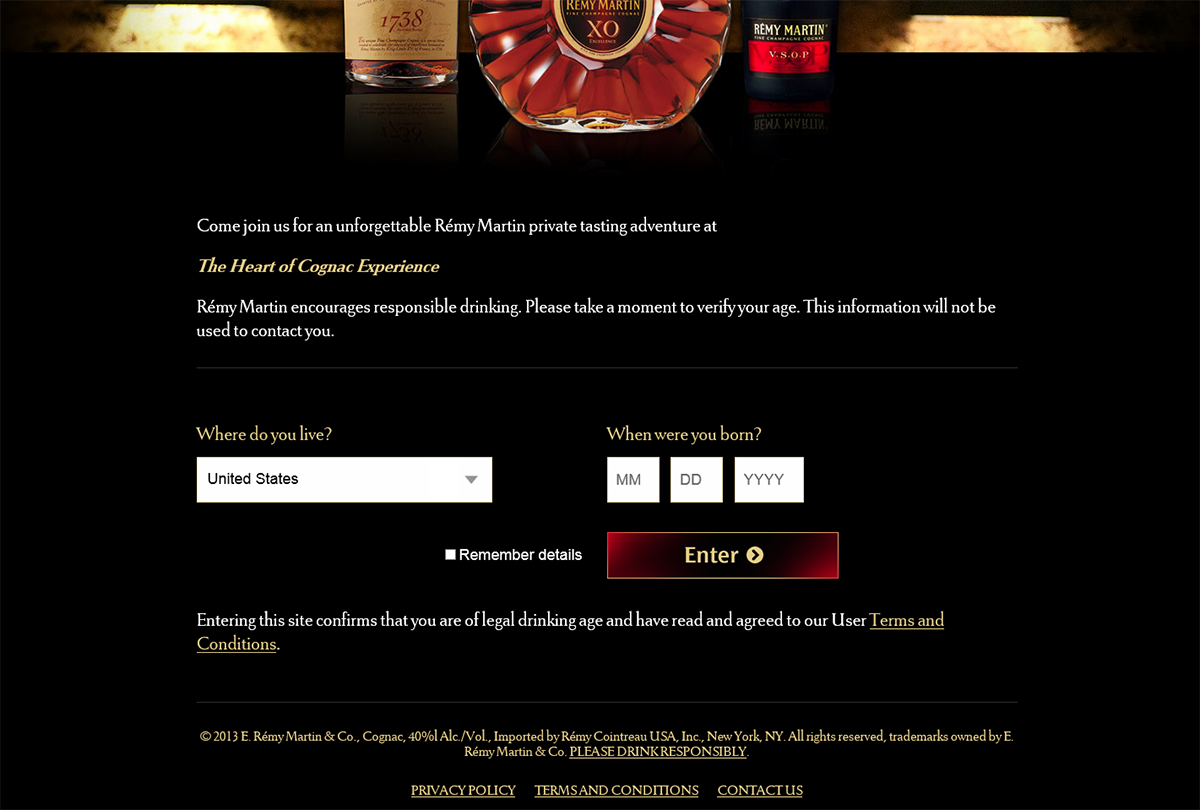 1738
RÉMY MARTIN
FINE CHAMPAGNE COGNAC
XO
EXCELLENCE
RÉMY MARTIN
FINE CHAMPAGNE COGNAC
V.S.O.P
Come join us for an unforgettable Rémy Martin private tasting adventure at
The Heart of Cognac Experience
Rémy Martin encourages responsible drinking. Please take a moment to verify your age. This information will not be
used to contact you.
Where do you live?
When were you born?
United States
MM
DD
YYYY
Remember details
Enter
Entering this site confirms that you are of legal drinking age and have read and agreed to our User Terms and
Conditions.
© 2013 E. Rémy Martin & Co., Cognac, 40%l Alc./Vol., Imported by Rémy Cointreau USA, Inc., New York, NY. All rights reserved, trademarks owned by E.
Rémy Martin & Co. PLEASE DRINK RESPONSIBLY.
PRIVACY POLICY TERMS AND CONDITIONS CONTACT US